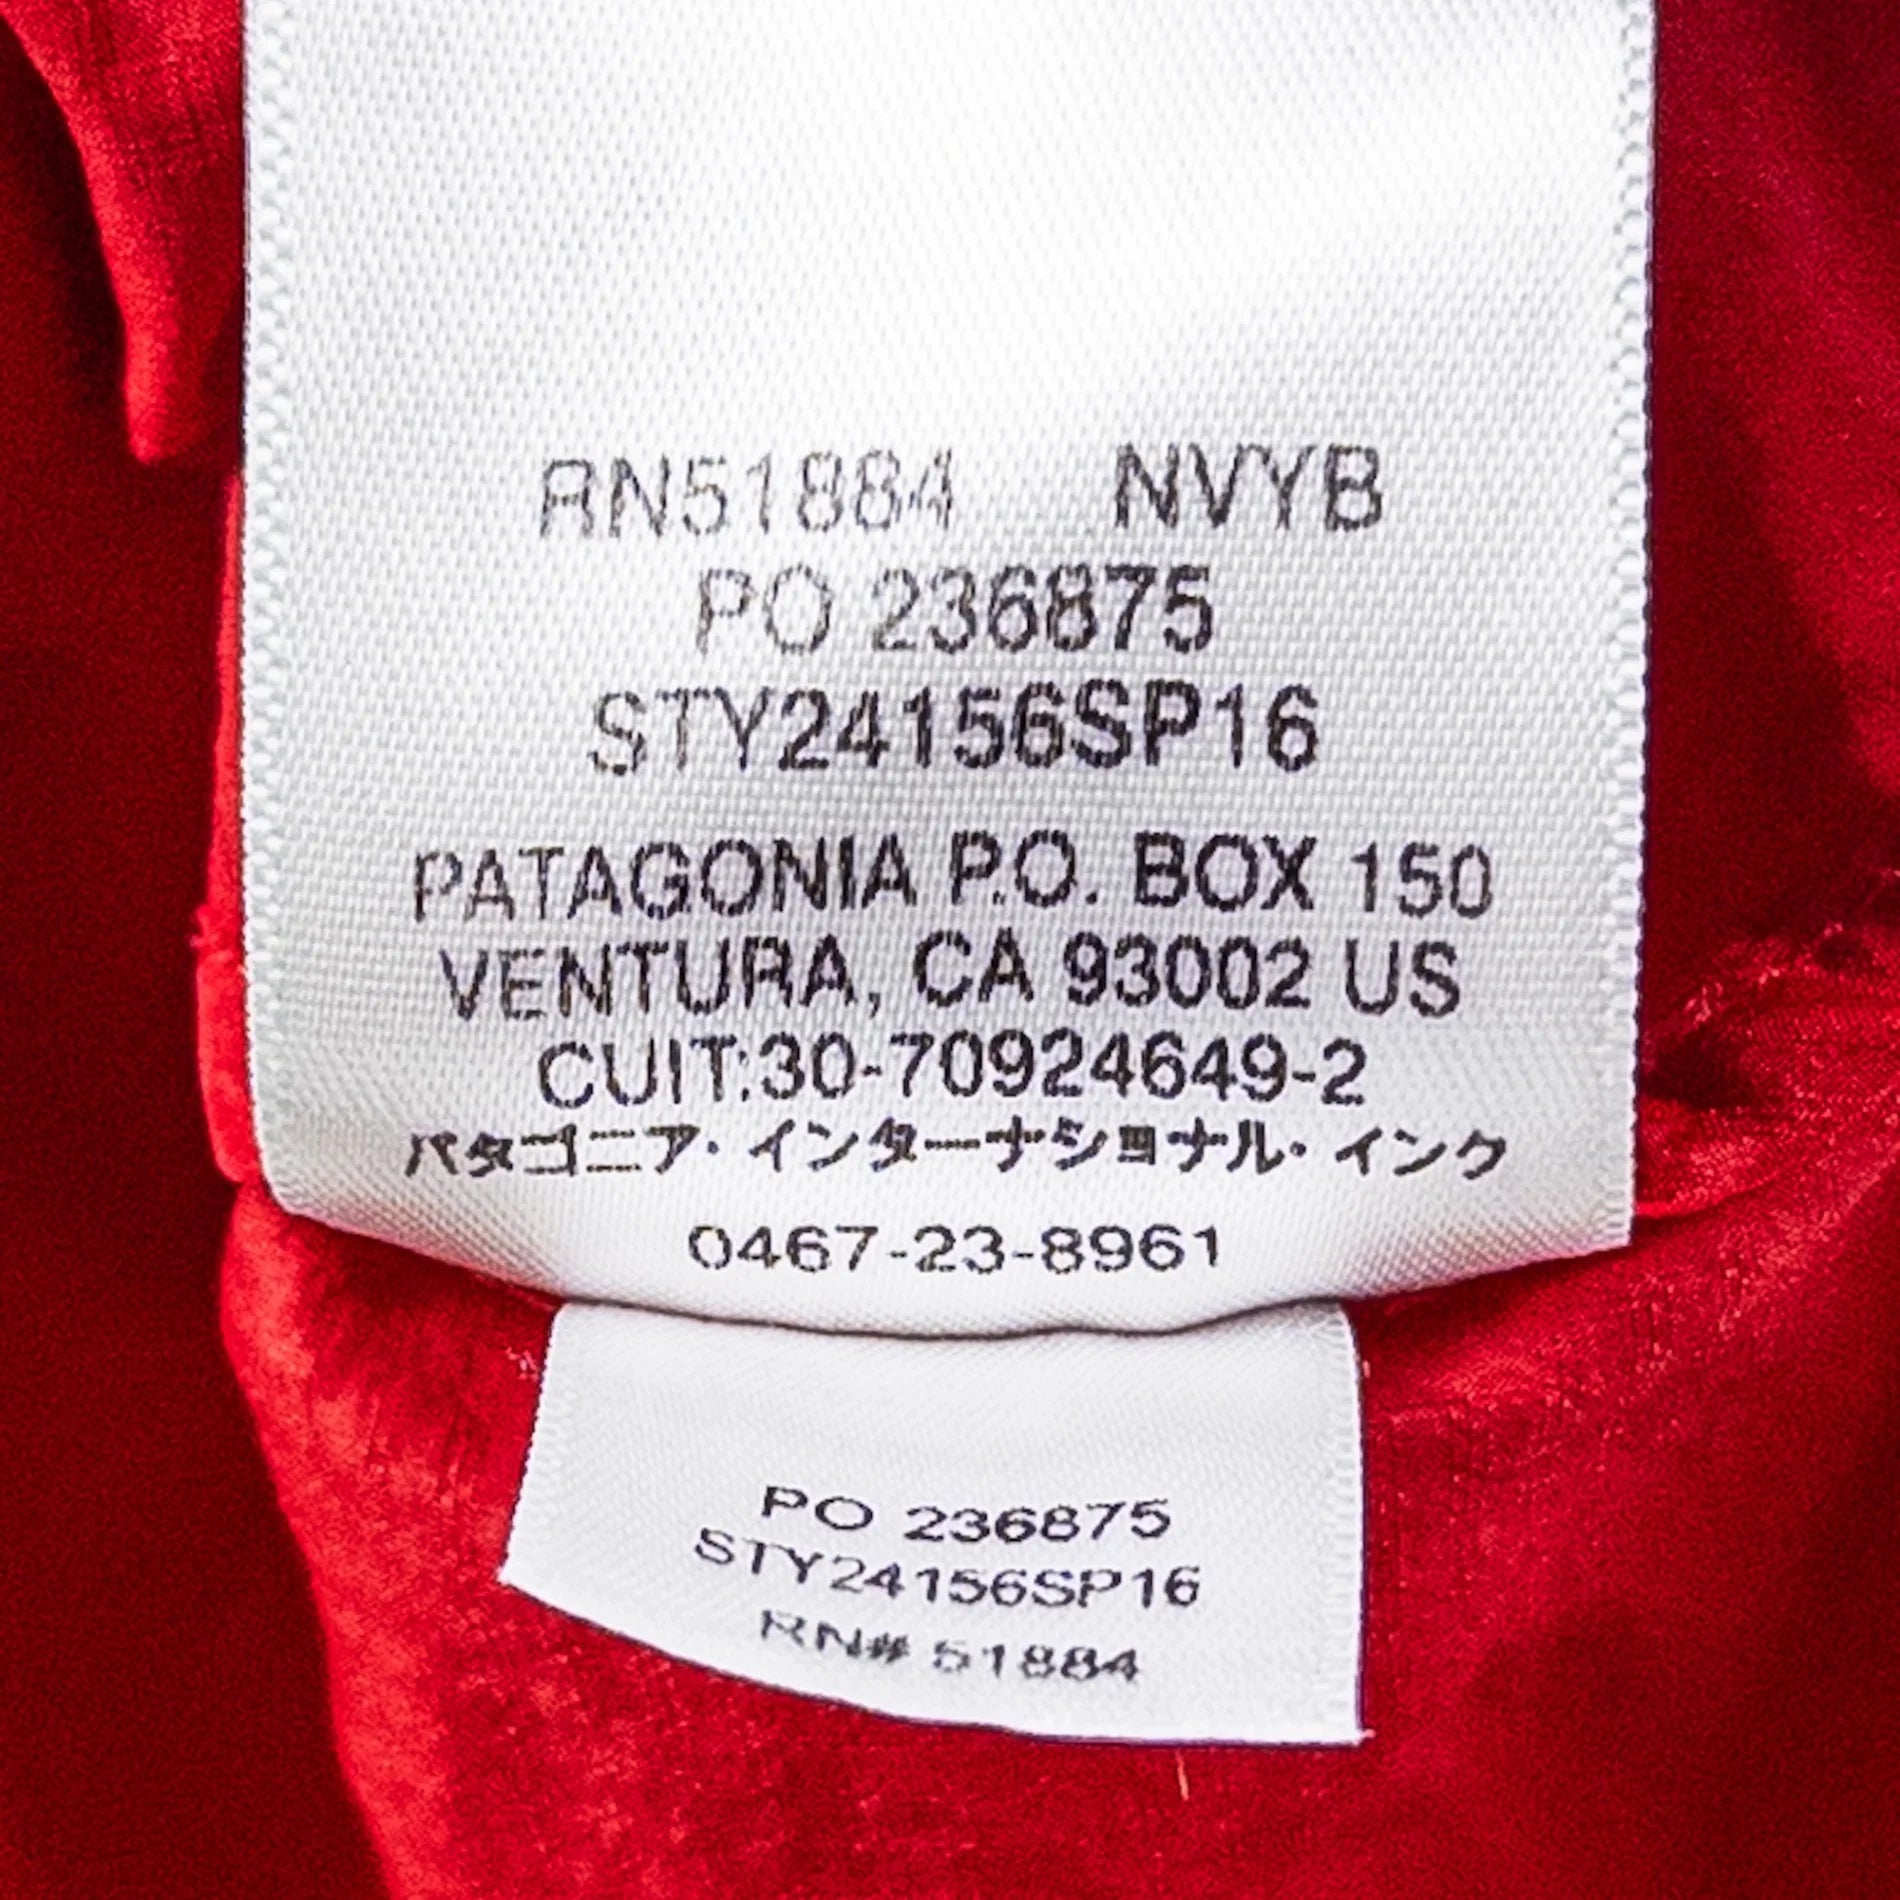 RN51884 NVYB
PO 236875
STY24156SP16
PATAGONIA P.O. BOX 150
VENTURA, CA 93002 US
CUIT:30-70924649-2
パタゴニア・インターナショナル・インク
0467-23-8961
PO 236875
STY24156SP16
RN# 51884